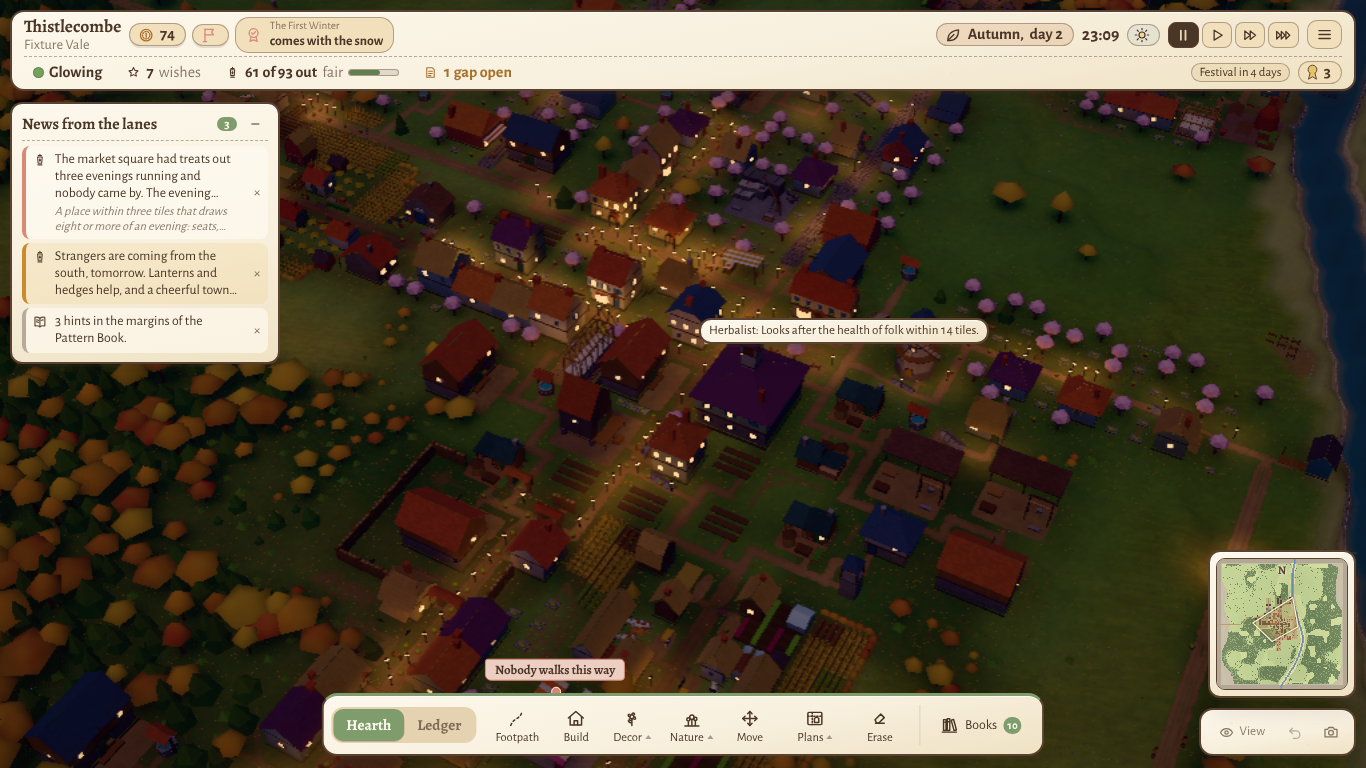 Thistlecombe
Fixture Vale
74
The First Winter
comes with the snow
Autumn, day 2
23:09
Glowing
7 wishes
61 of 93 out fair
1 gap open
Festival in 4 days
3
News from the lanes
3
The market square had treats out
three evenings running and
nobody came by. The evening…
A place within three tiles that draws
eight or more of an evening: seats,…
Strangers are coming from the
south, tomorrow. Lanterns and
hedges help, and a cheerful town…
3 hints in the margins of the
Pattern Book.
Herbalist: Looks after the health of folk within 14 tiles.
N
Nobody walks this way
Hearth
Ledger
Footpath
Build
Decor
Nature
Move
Plans
Erase
Books 10
View